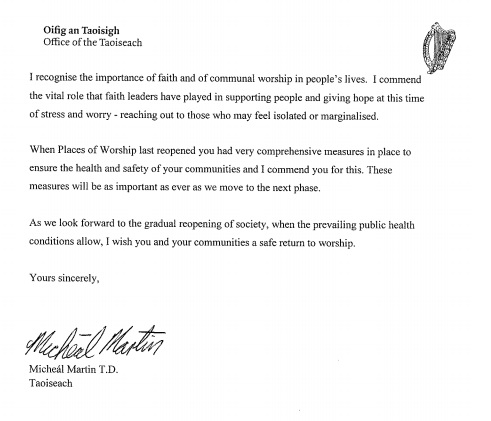 Oifig an Taoisigh
Office of the Taoiseach
I recognise the importance of faith and of communal worship in people's lives.  I commend
the vital role that faith leaders have played in supporting people and giving hope at this time
of stress and worry - reaching out to those who may feel isolated or marginalised.
When Places of Worship last reopened you had very comprehensive measures in place to
ensure the health and safety of your communities and I commend you for this. These
measures will be as important as ever as we move to the next phase.
As we look forward to the gradual reopening of society, when the prevailing public health
conditions allow, I wish you and your communities a safe return to worship.
Yours sincerely,
Micheál Martin
Micheál Martin T.D.
Taoiseach